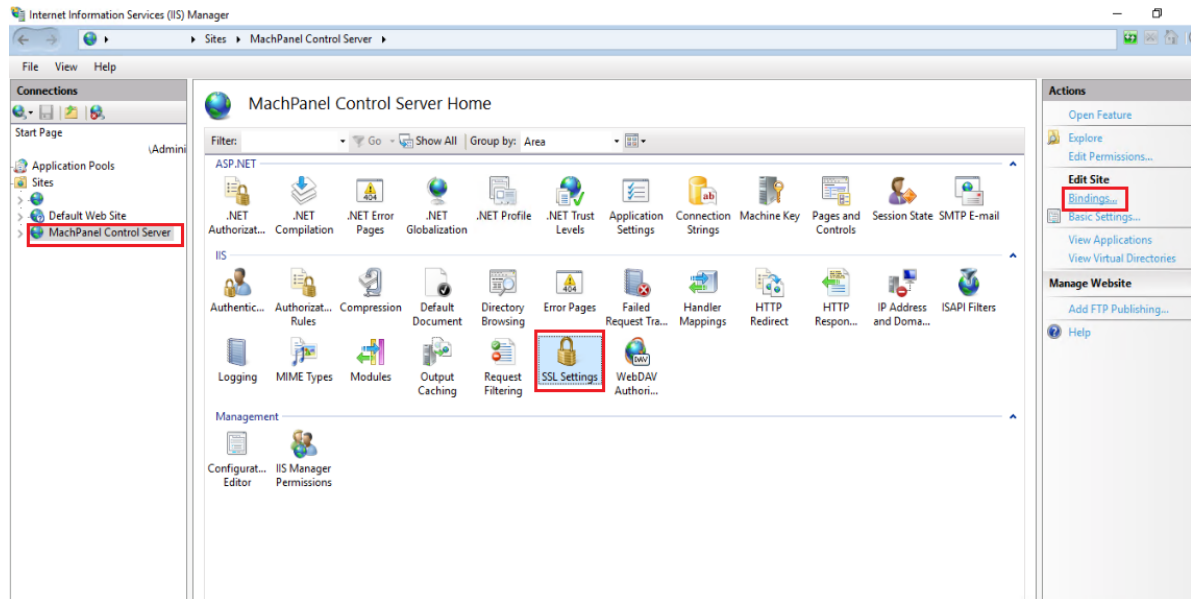 Internet Information Services (IIS) Manager
Sites MachPanel Control Server
File View Help
Connections
Start Page
\Admini
Application Pools
Sites
Default Web Site
MachPanel Control Server
MachPanel Control Server Home
Filter: Go Show All Group by: Area
ASP.NET
.NET Authorizat...
.NET Compilation
.NET Error Pages
.NET Globalization
.NET Profile
.NET Trust Levels
Application Settings
Connection Strings
Machine Key
Pages and Controls
Session State
SMTP E-mail
IIS
Authentic...
Authorizat... Rules
Compression
Default Document
Directory Browsing
Error Pages
Failed Request Tra...
Handler Mappings
HTTP Redirect
HTTP Respon...
IP Address and Doma...
ISAPI Filters
Logging
MIME Types
Modules
Output Caching
Request Filtering
SSL Settings
WebDAV Authori...
Management
Configurat... Editor
IIS Manager Permissions
Actions
Open Feature
Explore
Edit Permissions...
Edit Site
Bindings...
Basic Settings...
View Applications
View Virtual Directories
Manage Website
Add FTP Publishing...
Help